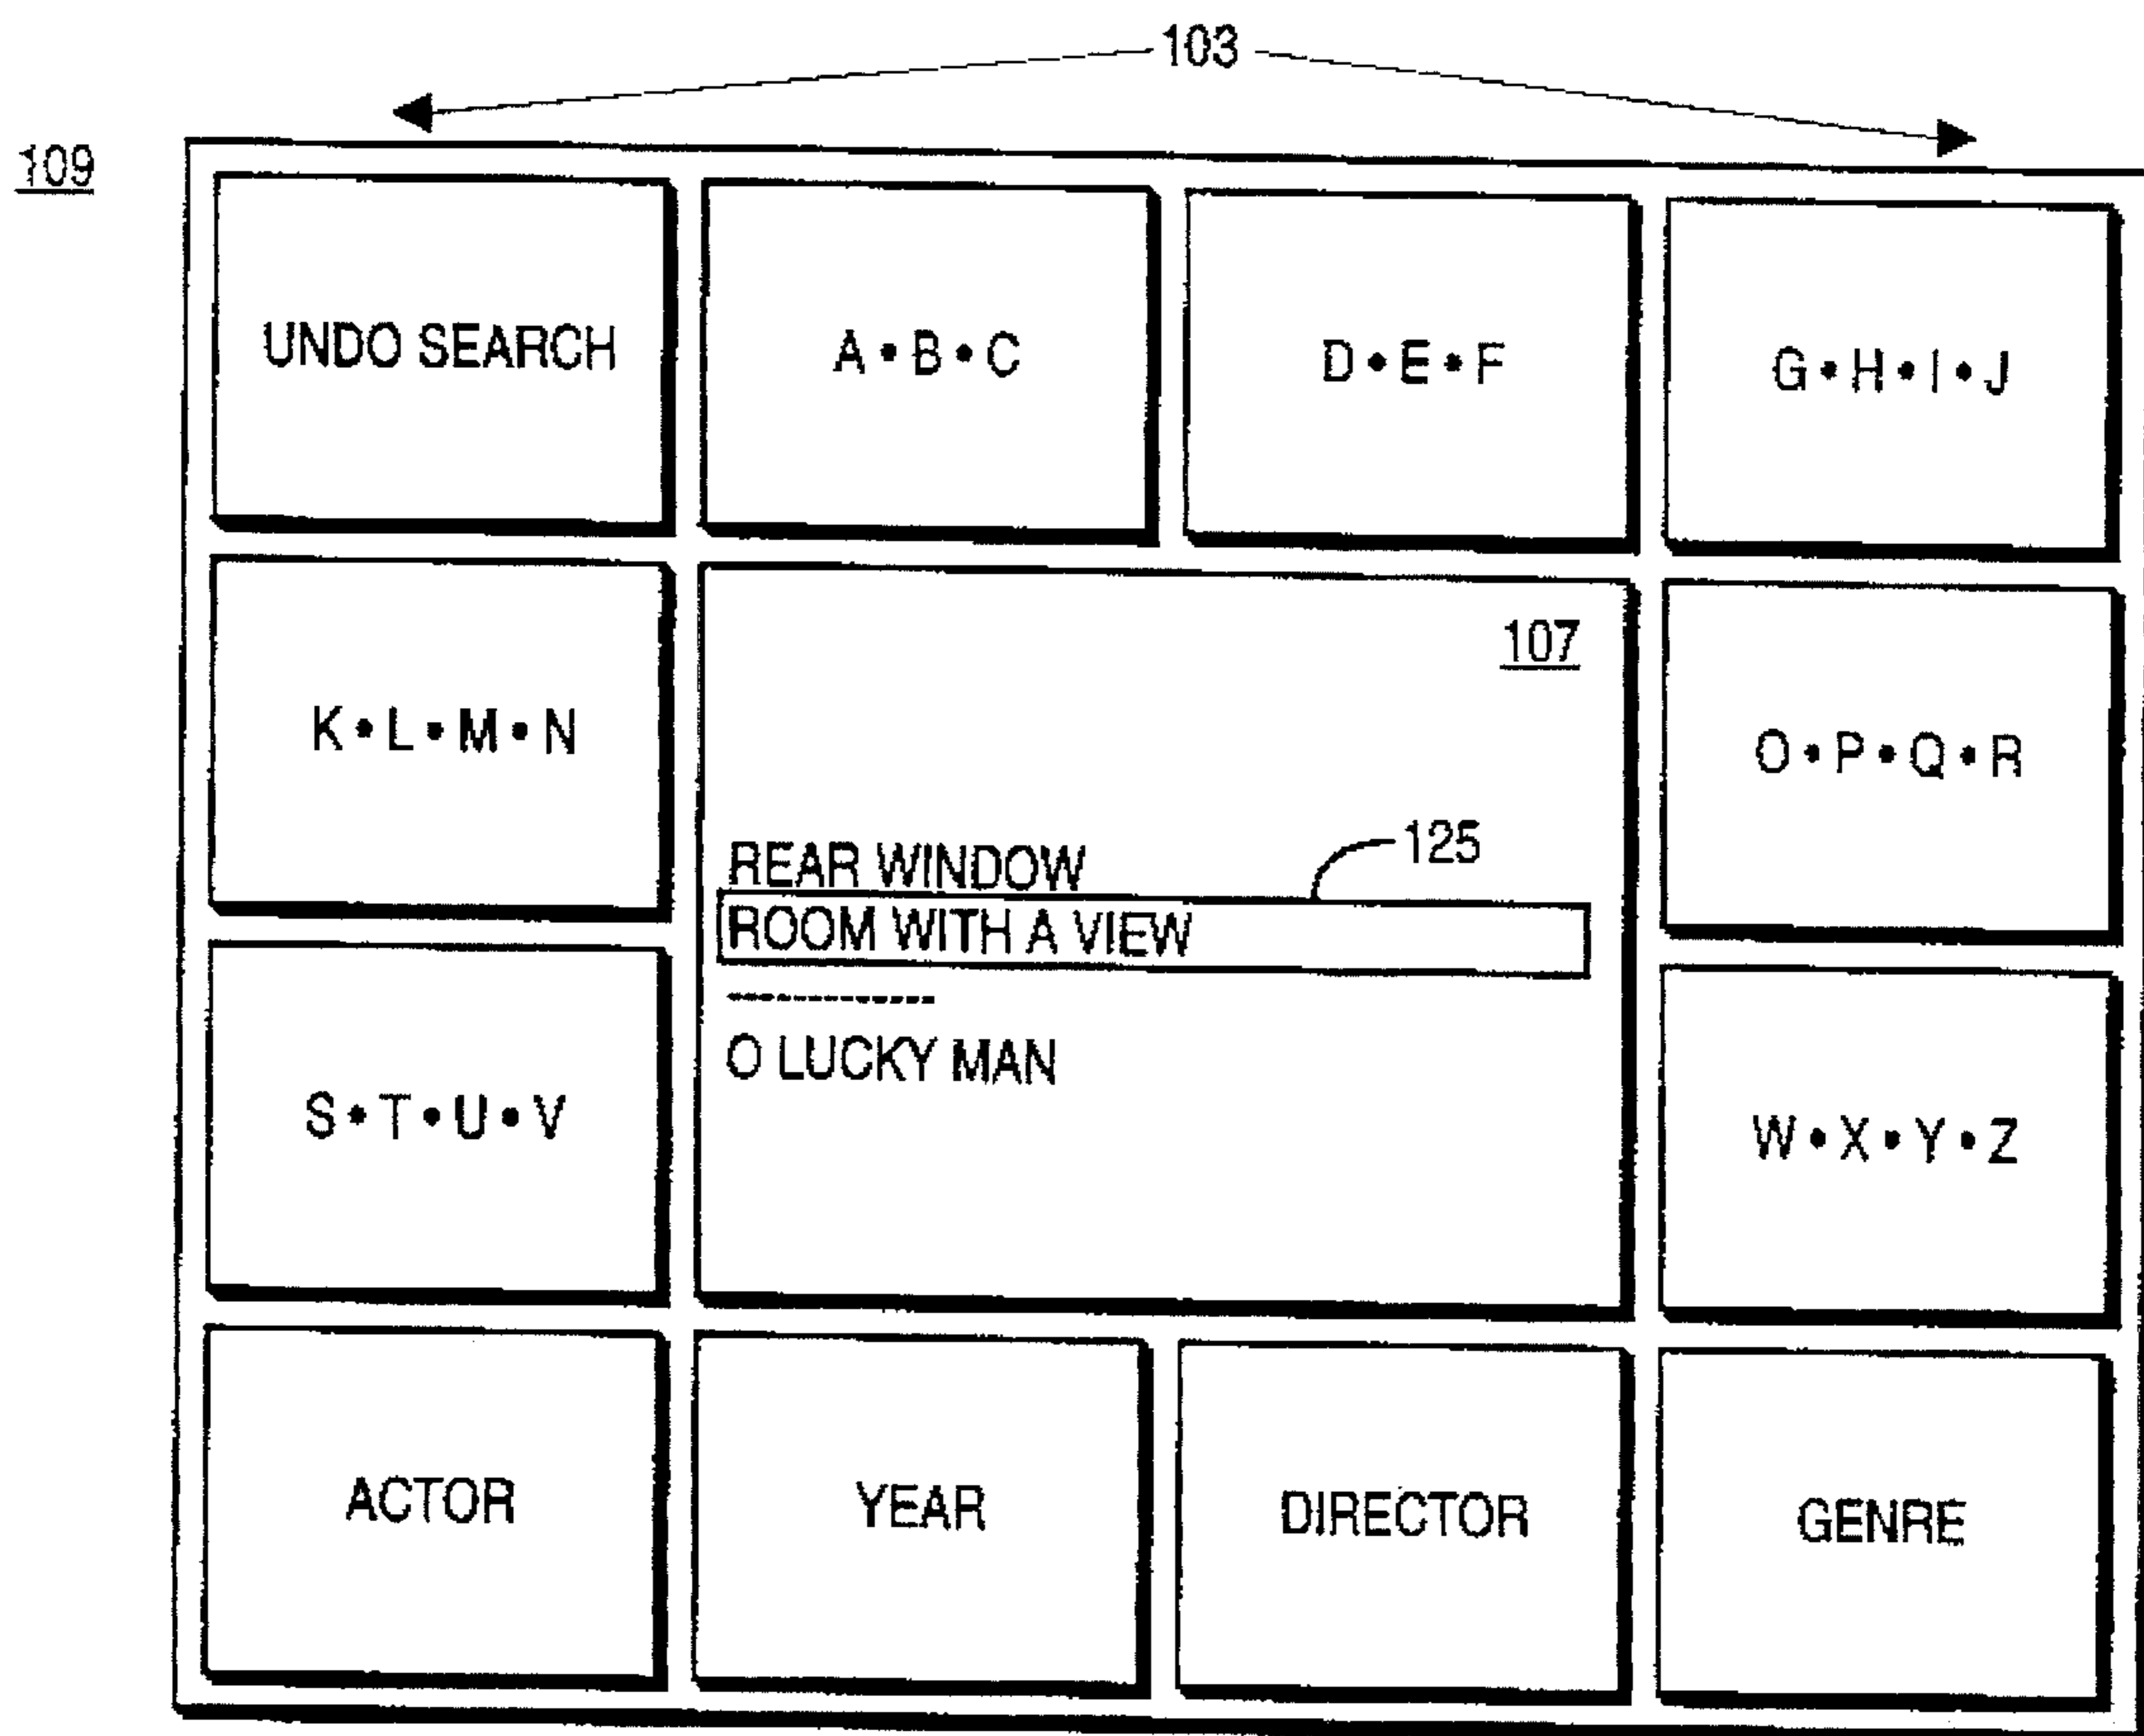 103
109
UNDO SEARCH
A•B•C
D•E•F
G•H•I•J
K•L•M•N
107
O•P•Q•R
REAR WINDOW
125
ROOM WITH A VIEW
------------
O LUCKY MAN
S•T•U•V
W•X•Y•Z
ACTOR
YEAR
DIRECTOR
GENRE